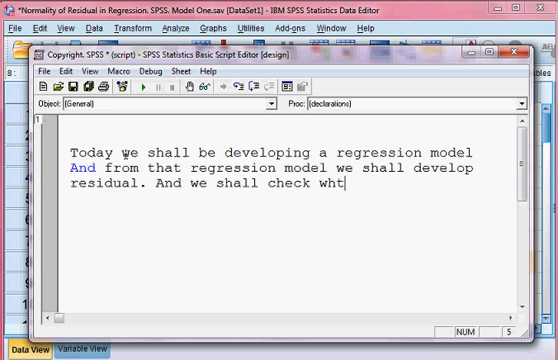 *Normality of Residual in Regression. SPSS. Model One.sav [DataSet1] - IBM SPSS Statistics Data Editor
File Edit View Data Transform Analyze Graphs Utilities Add-ons Window Help
8 :
Copyright. SPSS * (script) - SPSS Statistics Basic Script Editor [design]
File Edit View Macro Debug Sheet Help
Object: (General) Proc: (declarations)
1
Today we shall be developing a regression model
And from that regression model we shall develop
residual. And we shall check wht
NUM 5
Data View Variable View